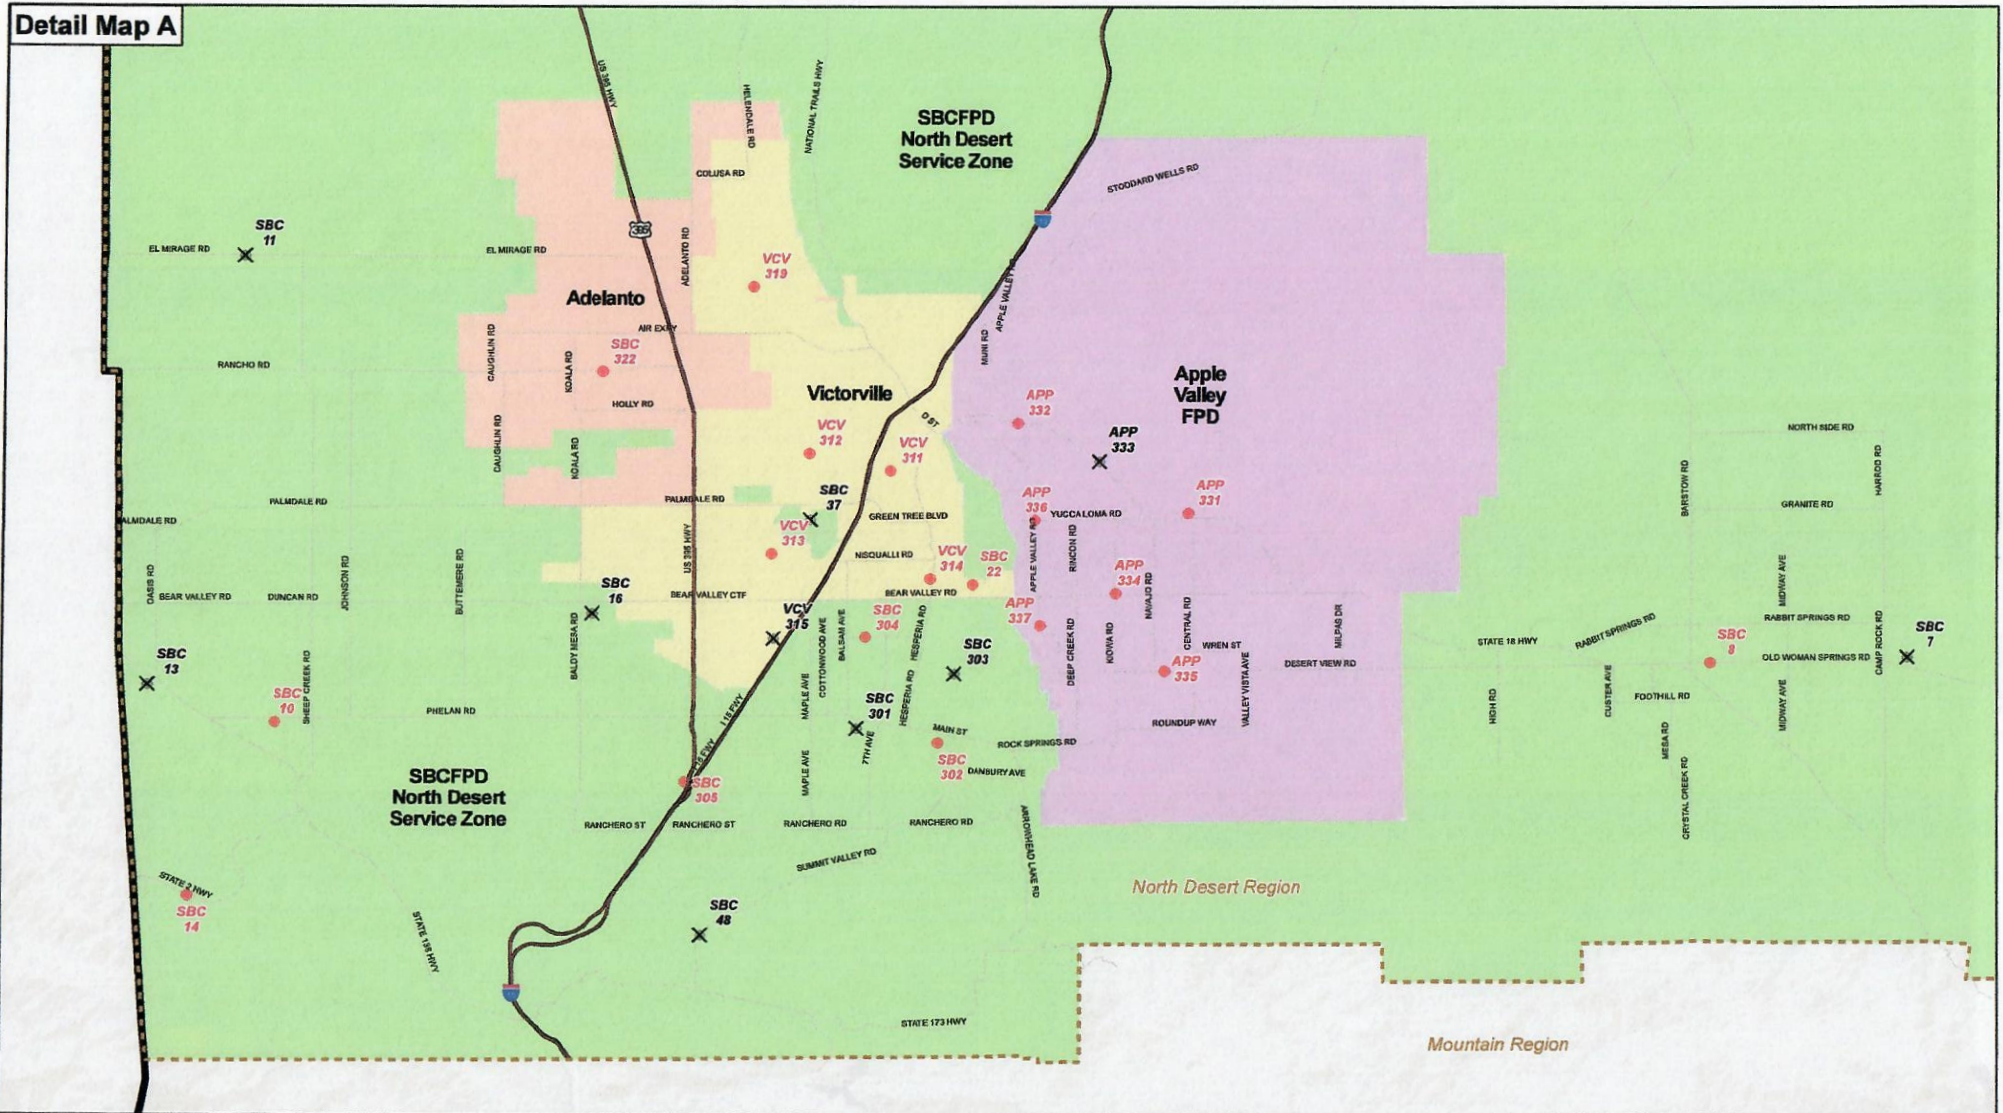 Detail Map A
US 395 HWY
HELENDALE RD
NATIONAL TRAILS HWY
SBCFPD
North Desert
Service Zone
COLUSA RD
STODDARD WELLS RD
SBC
11
EL MIRAGE RD
EL MIRAGE RD
395
ADELANTO RD
VCV
319
Adelanto
APPLE VALLEY RD
AIR EXPY
CAUGHLIN RD
KOALA RD
SBC
322
MUNI RD
RANCHO RD
HOLLY RD
Victorville
Apple
Valley
FPD
D ST
APP
332
CAUGHLIN RD
KOALA RD
VCV
312
VCV
311
APP
333
NORTH SIDE RD
BARSTOW RD
HARROD RD
PALMDALE RD
PALMDALE RD
SBC
37
APP
336
APP
331
GRANITE RD
ALMDALE RD
GREEN TREE BLVD
YUCCA LOMA RD
VCV
313
US 395 HWY
NISQUALLI RD
VCV
314
SBC
22
APPLE VALLEY RD
RINCON RD
APP
334
NAVAJO RD
OASIS RD
JOHNSON RD
BUTTEMERE RD
MIDWAY AVE
BEAR VALLEY RD
DUNCAN RD
SBC
16
BEAR VALLEY CTF
BEAR VALLEY RD
VCV
315
SBC
304
APP
337
CENTRAL RD
MILPAS DR
RABBIT SPRINGS RD
RABBIT SPRINGS RD
BALDY MESA RD
COTTONWOOD AVE
BALSAM AVE
HESPERIA RD
DEEP CREEK RD
KIOWA RD
WREN ST
STATE 18 HWY
SBC
8
CAMP ROCK RD
SBC
7
SBC
13
SBC
303
APP
335
DESERT VIEW RD
OLD WOMAN SPRINGS RD
SBC
10
SHEEP CREEK RD
PHELAN RD
MAPLE AVE
HESPERIA RD
SBC
301
VALLEY VISTA AVE
HIGH RD
CUSTER AVE
FOOTHILL RD
MIDWAY AVE
I 15 FWY
7TH AVE
MAIN ST
ROUNDUP WAY
MESA RD
I 15 FWY
ROCK SPRINGS RD
SBCFPD
North Desert
Service Zone
SBC
305
MAPLE AVE
SBC
302
DANBURY AVE
CRYSTAL CREEK RD
RANCHERO ST
RANCHERO ST
RANCHERO RD
RANCHERO RD
ARROWHEAD LAKE RD
SUMMIT VALLEY RD
STATE 2 HWY
SBC
14
North Desert Region
STATE 138 HWY
SBC
48
STATE 173 HWY
Mountain Region